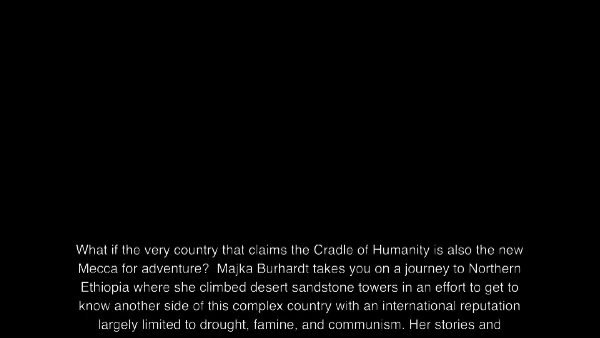 What if the very country that claims the Cradle of Humanity is also the new
Mecca for adventure?  Majka Burhardt takes you on a journey to Northern
Ethiopia where she climbed desert sandstone towers in an effort to get to
know another side of this complex country with an international reputation
largely limited to drought, famine, and communism. Her stories and